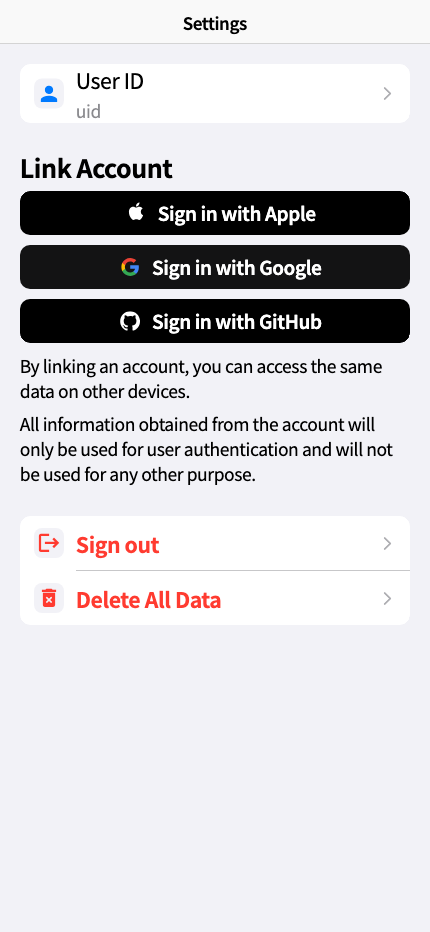 Settings
User ID
uid
Link Account
Sign in with Apple
Sign in with Google
Sign in with GitHub
By linking an account, you can access the same
data on other devices.
All information obtained from the account will
only be used for user authentication and will not
be used for any other purpose.
Sign out
Delete All Data